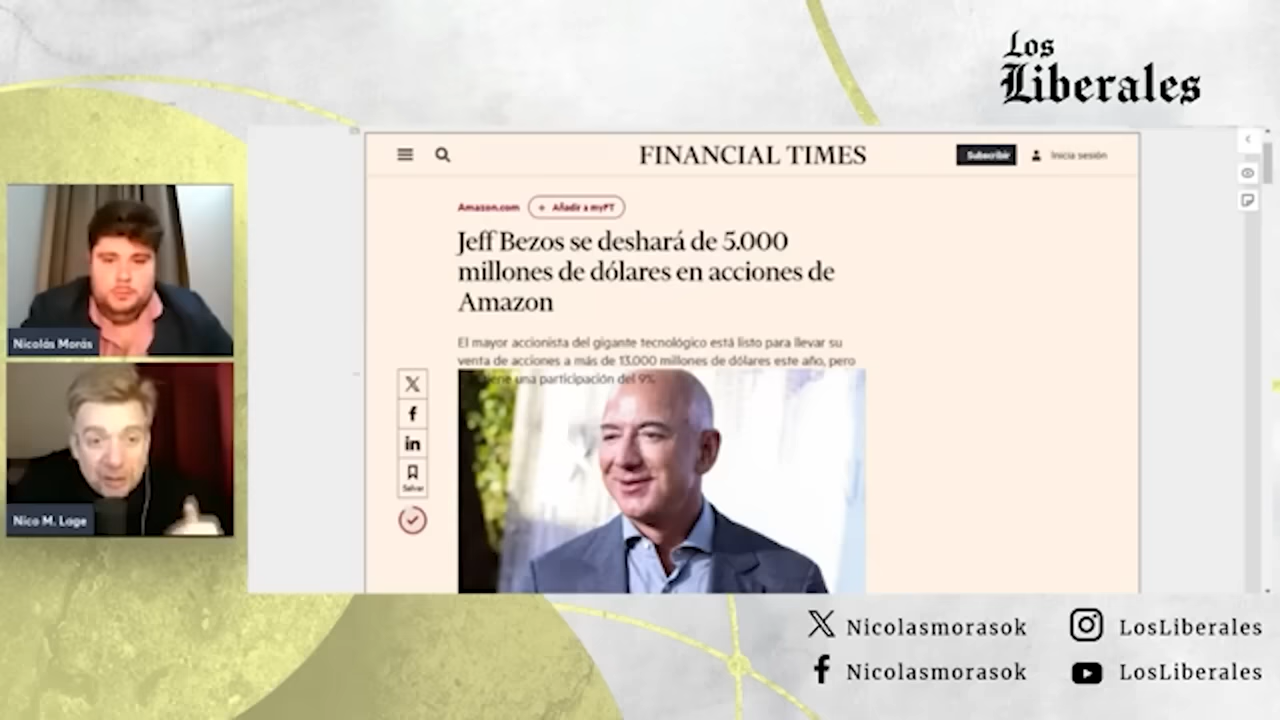 Los
Liberales
FINANCIAL TIMES
Subscribir
Inicia sesión
Amazon.com
+ Añadir a myFT
Jeff Bezos se deshará de 5.000
millones de dólares en acciones de
Amazon
El mayor accionista del gigante tecnológico está listo para llevar su
venta de acciones a más de 13.000 millones de dólares este año, pero
una participación del 9%
in
Salvar
Nicolás Morás
Nico M. Lage
Nicolasmorasok
LosLiberales
Nicolasmorasok
LosLiberales